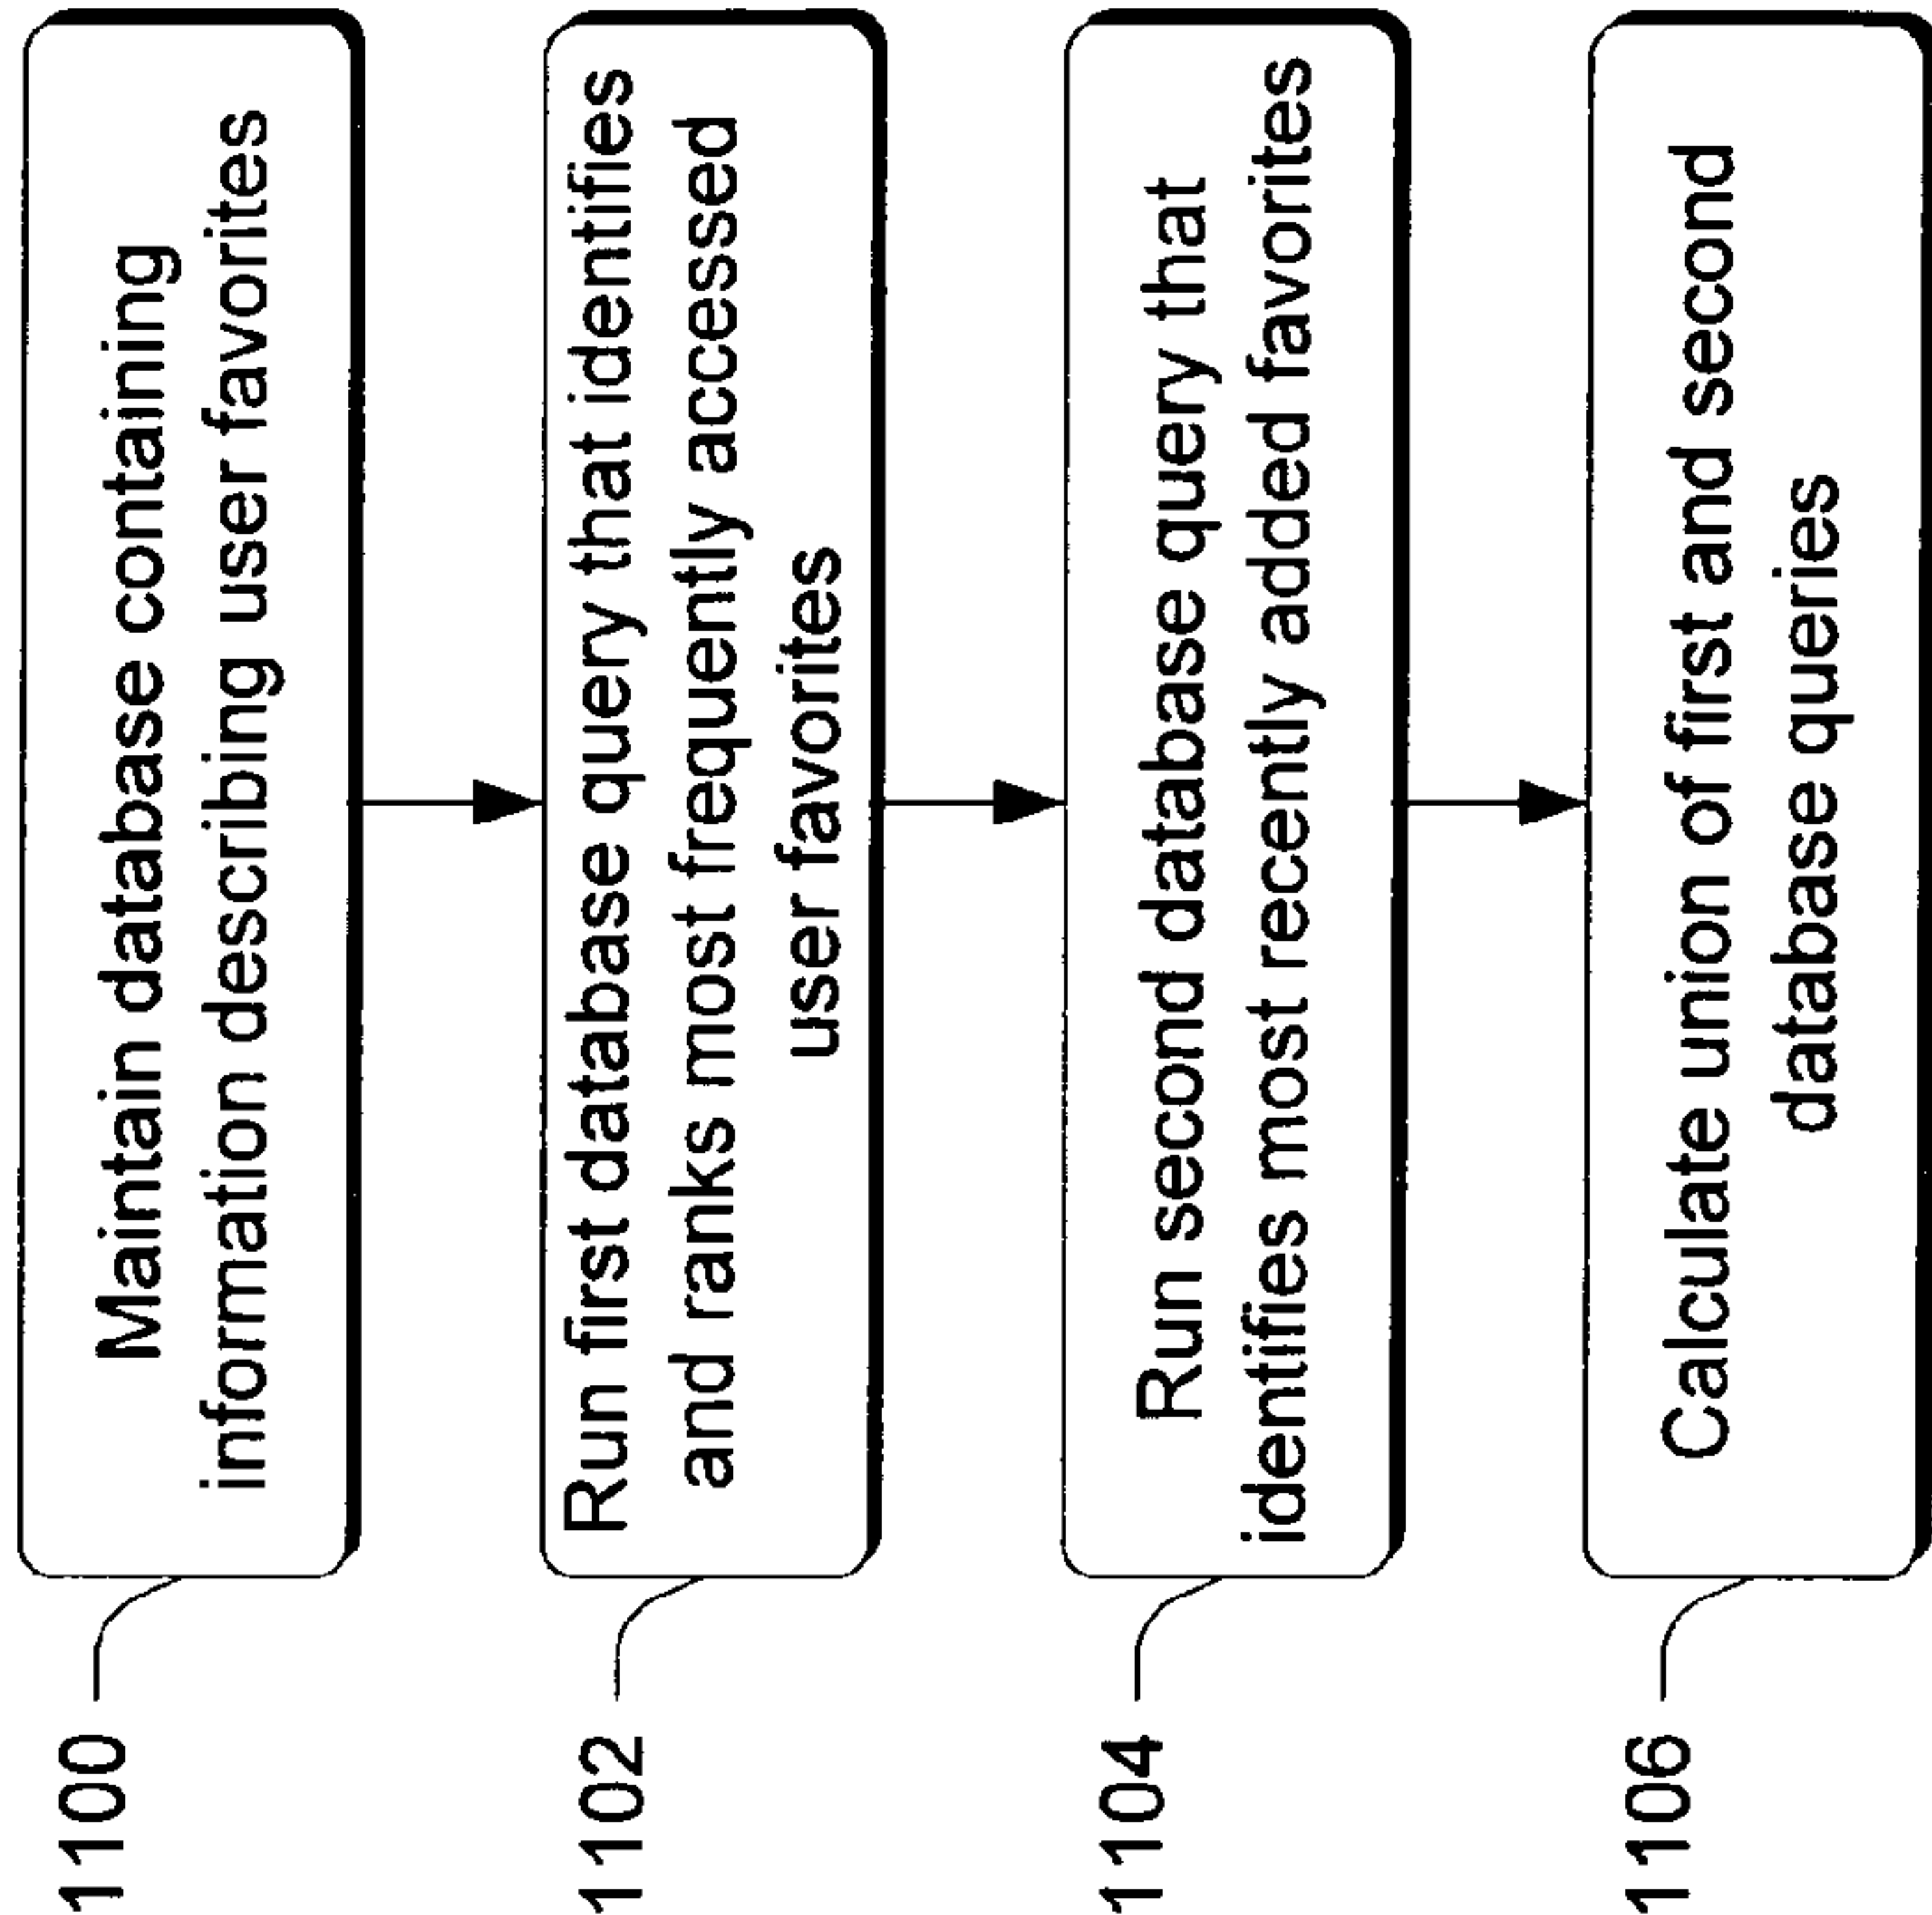 1100
Maintain database containing
information describing user favorites
1102
Run first database query that identifies
and ranks most frequently accessed
user favorites
1104
Run second database query that
identifies most recently added favorites
1106
Calculate union of first and second
database queries